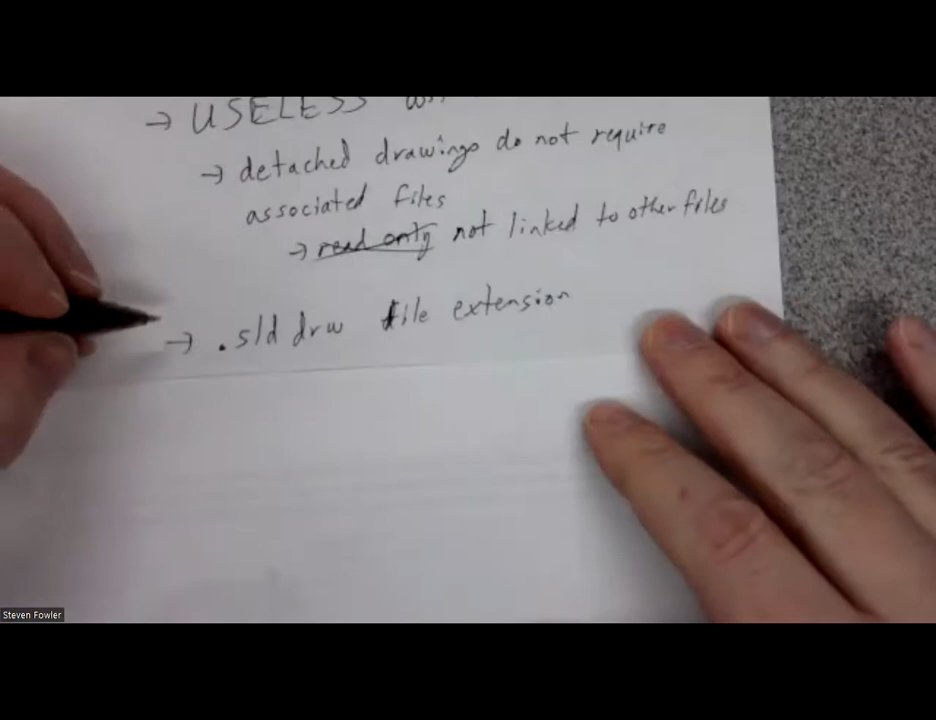 → USELESS
→ detached drawings do not require
associated files
→ read only not linked to other files
→ .slddrw file extension
Steven Fowler